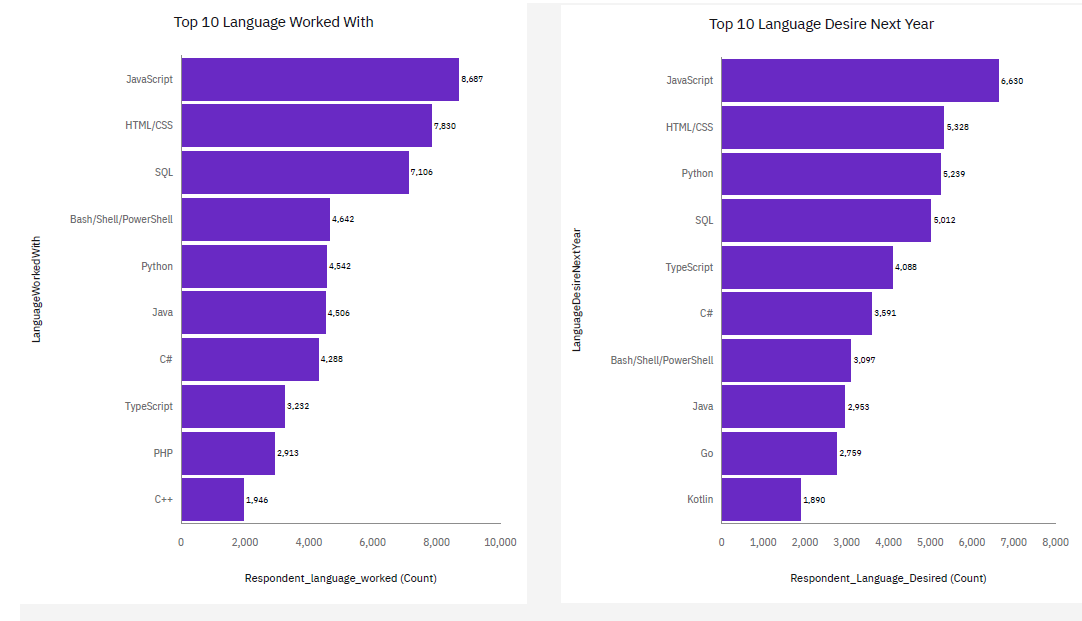 Top 10 Language Worked With
LanguageWorkedWith
JavaScript 8,687
HTML/CSS 7,830
SQL 7,106
Bash/Shell/PowerShell 4,642
Python 4,542
Java 4,506
C# 4,288
TypeScript 3,232
PHP 2,913
C++ 1,946
0 2,000 4,000 6,000 8,000 10,000
Respondent_language_worked (Count)
Top 10 Language Desire Next Year
LanguageDesireNextYear
JavaScript 6,630
HTML/CSS 5,328
Python 5,239
SQL 5,012
TypeScript 4,088
C# 3,591
Bash/Shell/PowerShell 3,097
Java 2,953
Go 2,759
Kotlin 1,890
0 1,000 2,000 3,000 4,000 5,000 6,000 7,000 8,000
Respondent_Language_Desired (Count)